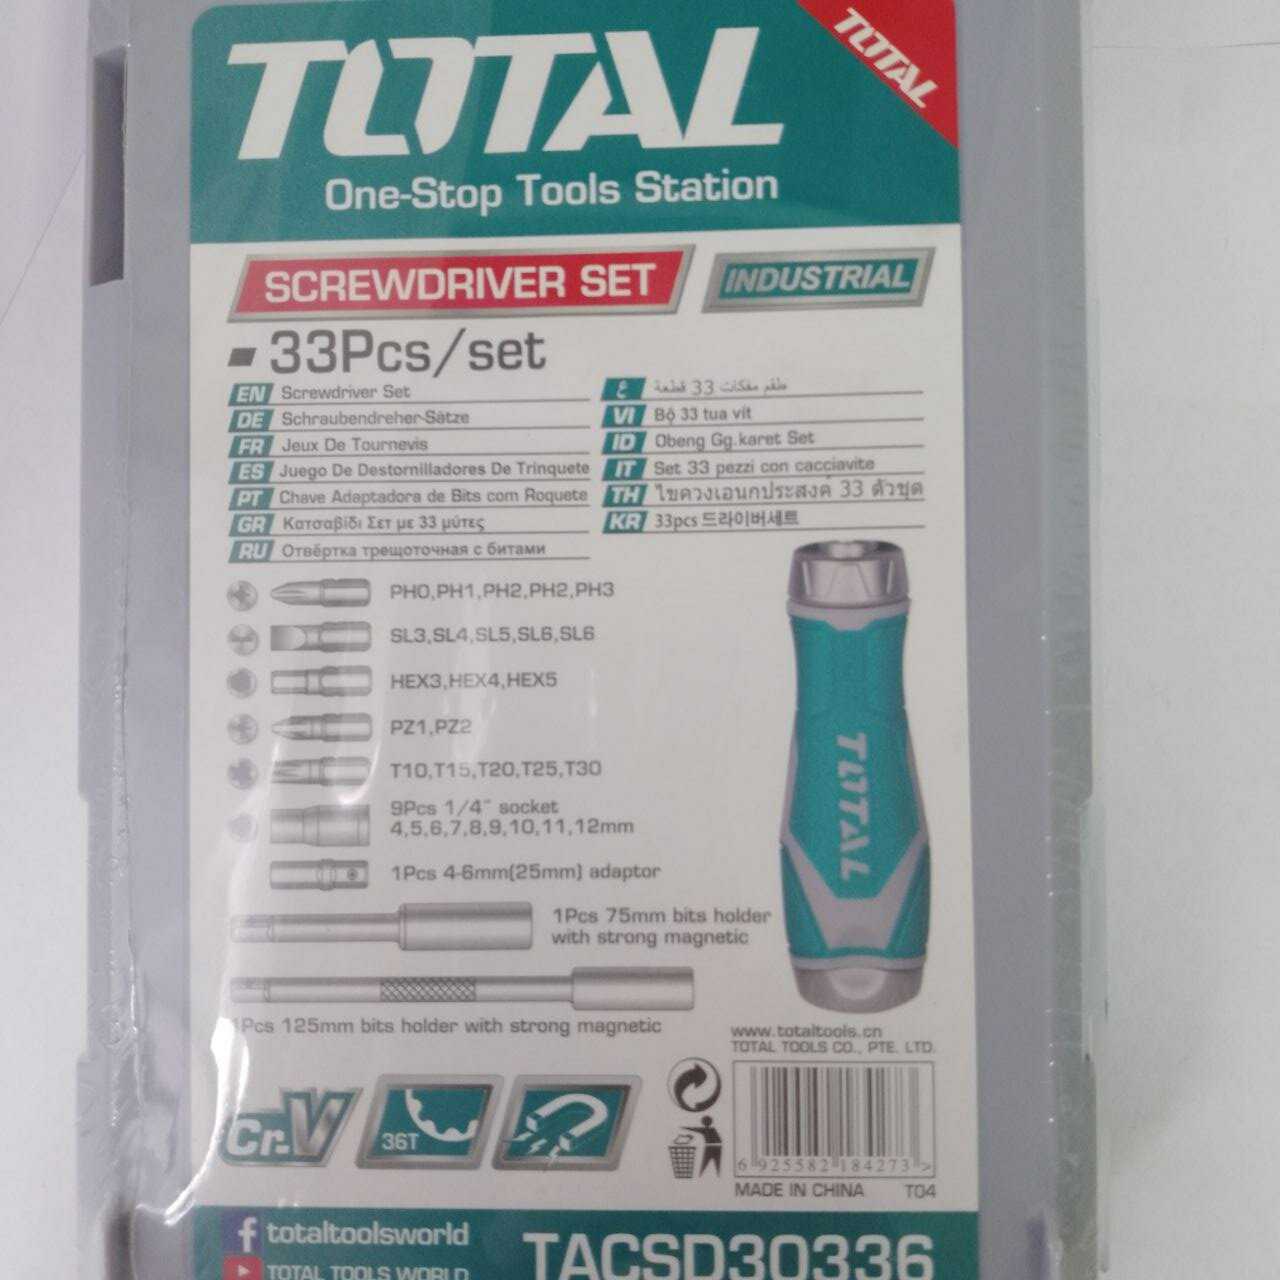 TOTAL
TOTAL
One-Stop Tools Station
SCREWDRIVER SET
INDUSTRIAL
33Pcs/set
EN Screwdriver Set
DE Schraubendreher-Sätze
FR Jeux De Tournevis
ES Juego De Destornilladores De Trinquete
PT Chave Adaptadora de Bits com Roquete
GR Κατσαβίδι Σετ με 33 μύτες
RU Отвёртка трещоточная с битами
ع طقم مفكات 33 قطعة
VI Bộ 33 tua vít
ID Obeng Gg.karet Set
IT Set 33 pezzi con cacciavite
TH ไขควงเอนกประสงค์ 33 ตัวชุด
KR 33pcs 드라이버세트
PH0,PH1,PH2,PH2,PH3
SL3,SL4,SL5,SL6,SL6
HEX3,HEX4,HEX5
PZ1,PZ2
T10,T15,T20,T25,T30
9Pcs 1/4" socket
4,5,6,7,8,9,10,11,12mm
1Pcs 4-6mm(25mm) adaptor
1Pcs 75mm bits holder
with strong magnetic
1Pcs 125mm bits holder with strong magnetic
TOTAL
www.totaltools.cn
TOTAL TOOLS CO., PTE. LTD.
Cr-V
36T
6 925582 184273 >
MADE IN CHINA T04
f totaltoolsworld
TOTAL TOOLS WORLD
TACSD30336